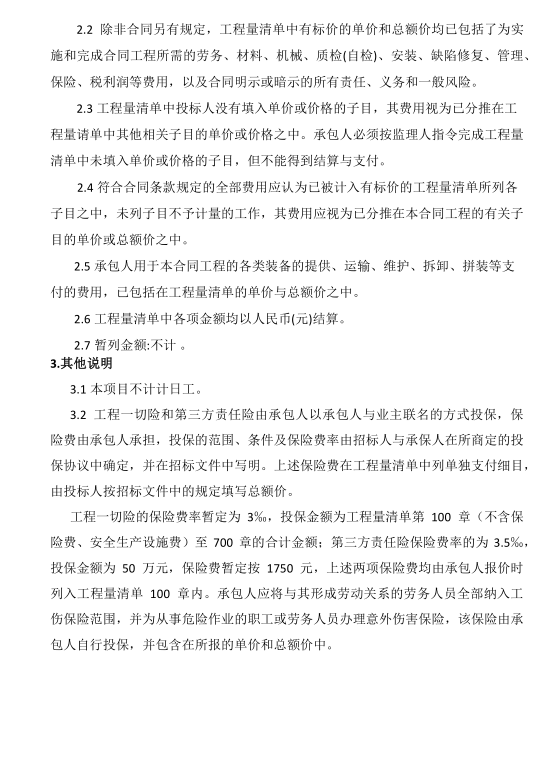 2.2 除非合同另有规定，工程量清单中有标价的单价和总额价均已包括了为实
施和完成合同工程所需的劳务、材料、机械、质检(自检)、安装、缺陷修复、管理、
保险、税利润等费用，以及合同明示或暗示的所有责任、义务和一般风险。
2.3 工程量清单中投标人没有填入单价或价格的子目，其费用视为已分推在工
程量请单中其他相关子目的单价或价格之中。承包人必须按监理人指令完成工程量
清单中未填入单价或价格的子目，但不能得到结算与支付。
2.4 符合合同条款规定的全部费用应认为已被计入有标价的工程量清单所列各
子目之中，未列子目不予计量的工作，其费用应视为已分推在本合同工程的有关子
目的单价或总额价之中。
2.5 承包人用于本合同工程的各类装备的提供、运输、维护、拆卸、拼装等支
付的费用，已包括在工程量清单的单价与总额价之中。
2.6 工程量清单中各项金额均以人民币(元)结算。
2.7 暂列金额:不计 。
3.其他说明
3.1 本项目不计计日工。
3.2 工程一切险和第三方责任险由承包人以承包人与业主联名的方式投保，保
险费由承包人承担，投保的范围、条件及保险费率由招标人与承保人在所商定的投
保协议中确定，并在招标文件中写明。上述保险费在工程量清单中列单独支付细目，
由投标人按招标文件中的规定填写总额价。
工程一切险的保险费率暂定为 3‰，投保金额为工程量清单第 100 章（不含保
险费、安全生产设施费）至 700 章的合计金额；第三方责任险保险费率的为 3.5‰，
投保金额为 50 万元，保险费暂定按 1750 元，上述两项保险费均由承包人报价时
列入工程量清单 100 章内。承包人应将与其形成劳动关系的劳务人员全部纳入工
伤保险范围，并为从事危险作业的职工或劳务人员办理意外伤害保险，该保险由承
包人自行投保，并包含在所报的单价和总额价中。